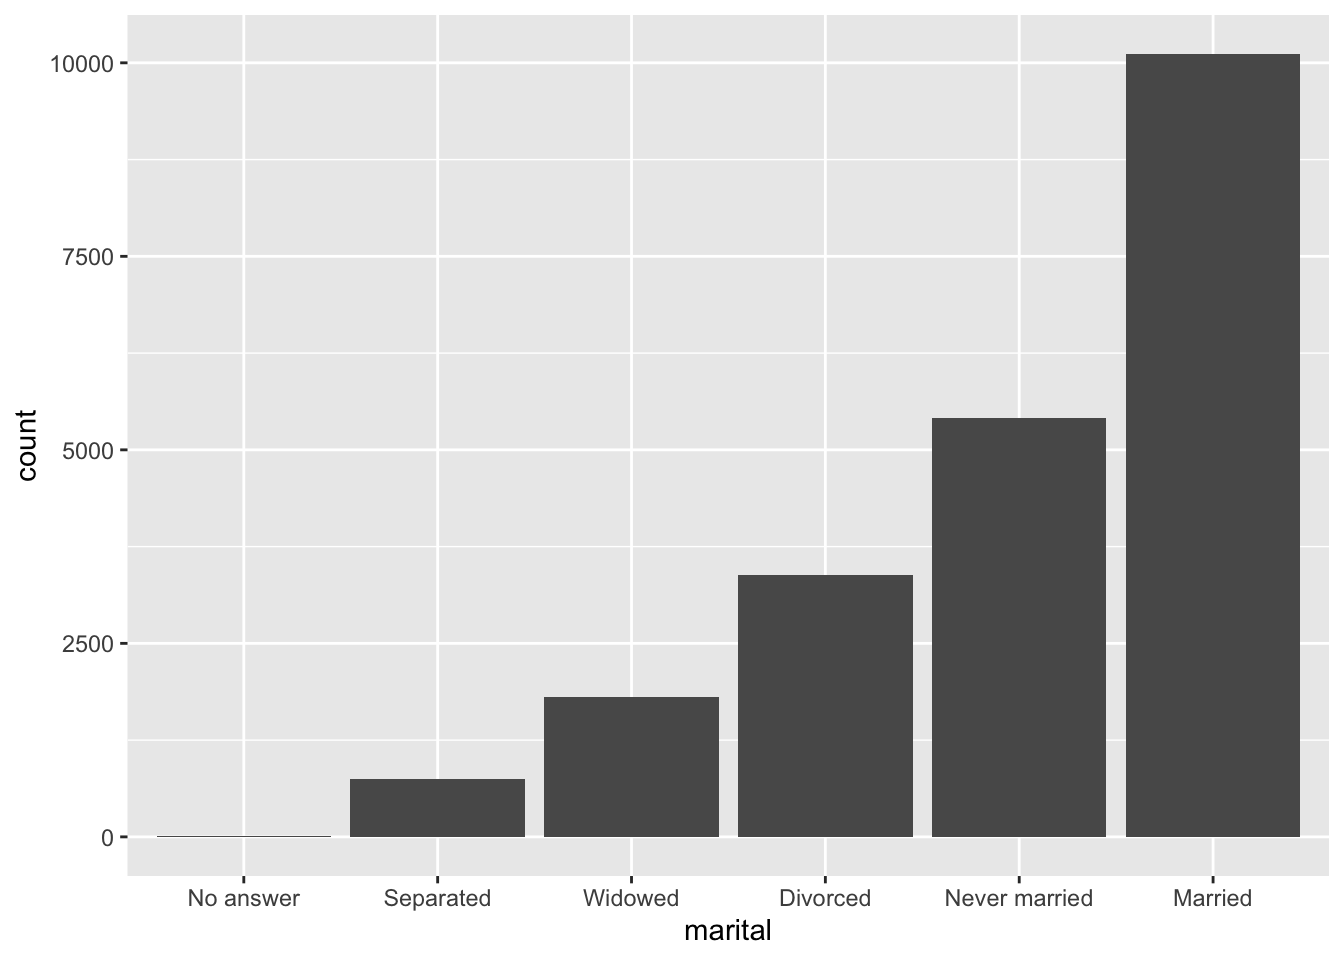 10000
7500
5000
2500
0
count
No answer
Separated
Widowed
Divorced
Never married
Married
marital